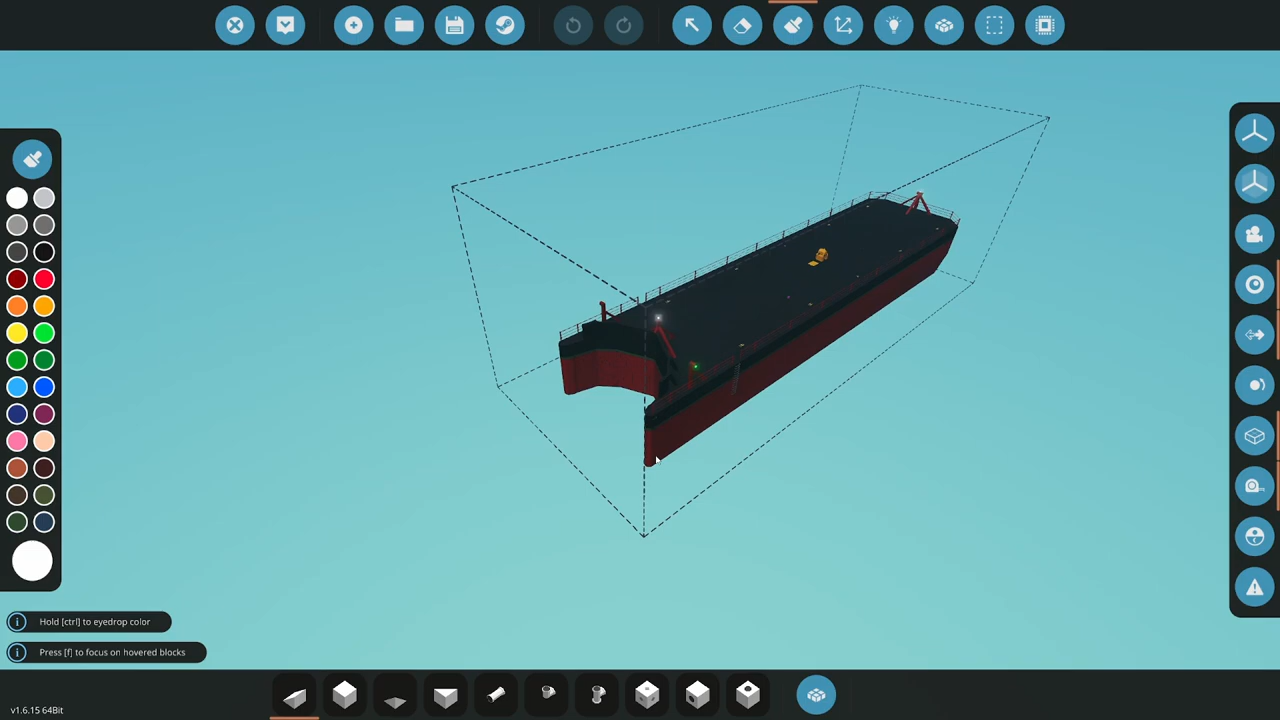 Hold [ctrl] to eyedrop color
Press [f] to focus on hovered blocks
v1.6.15 64Bit